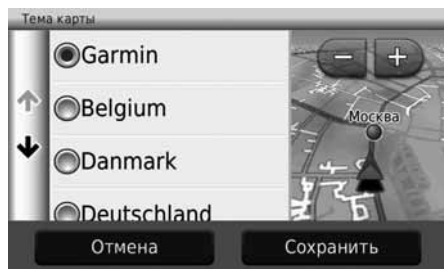 Тема карты
Garmin
Belgium
Danmark
Deutschland
Москва
Отмена
Сохранить